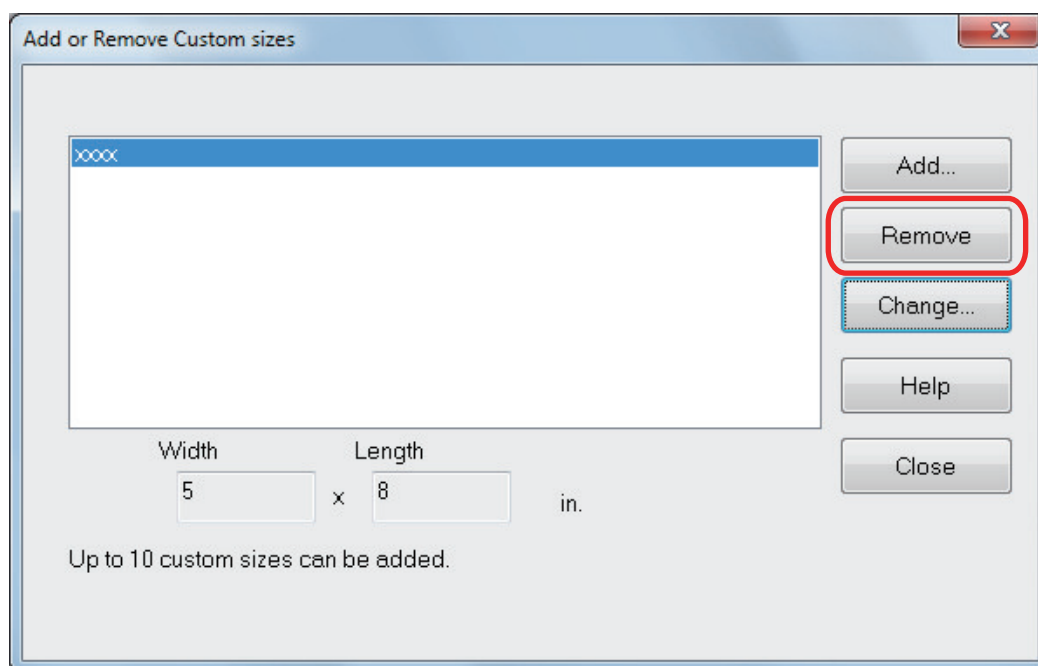 Add or Remove Custom sizes
xxxx
Add...
Remove
Change...
Help
Close
Width
Length
5 x 8 in.
Up to 10 custom sizes can be added.